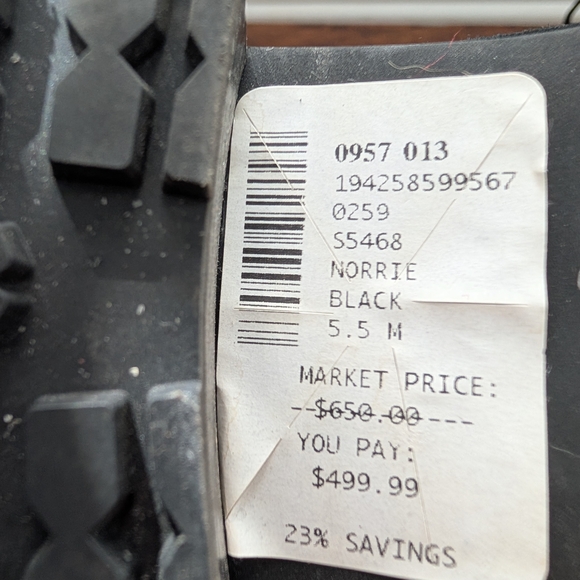 0957 013
194258599567
0259
S5468
NORRIE
BLACK
5.5 M
MARKET PRICE:
--$650.00---
YOU PAY:
$499.99
23% SAVINGS